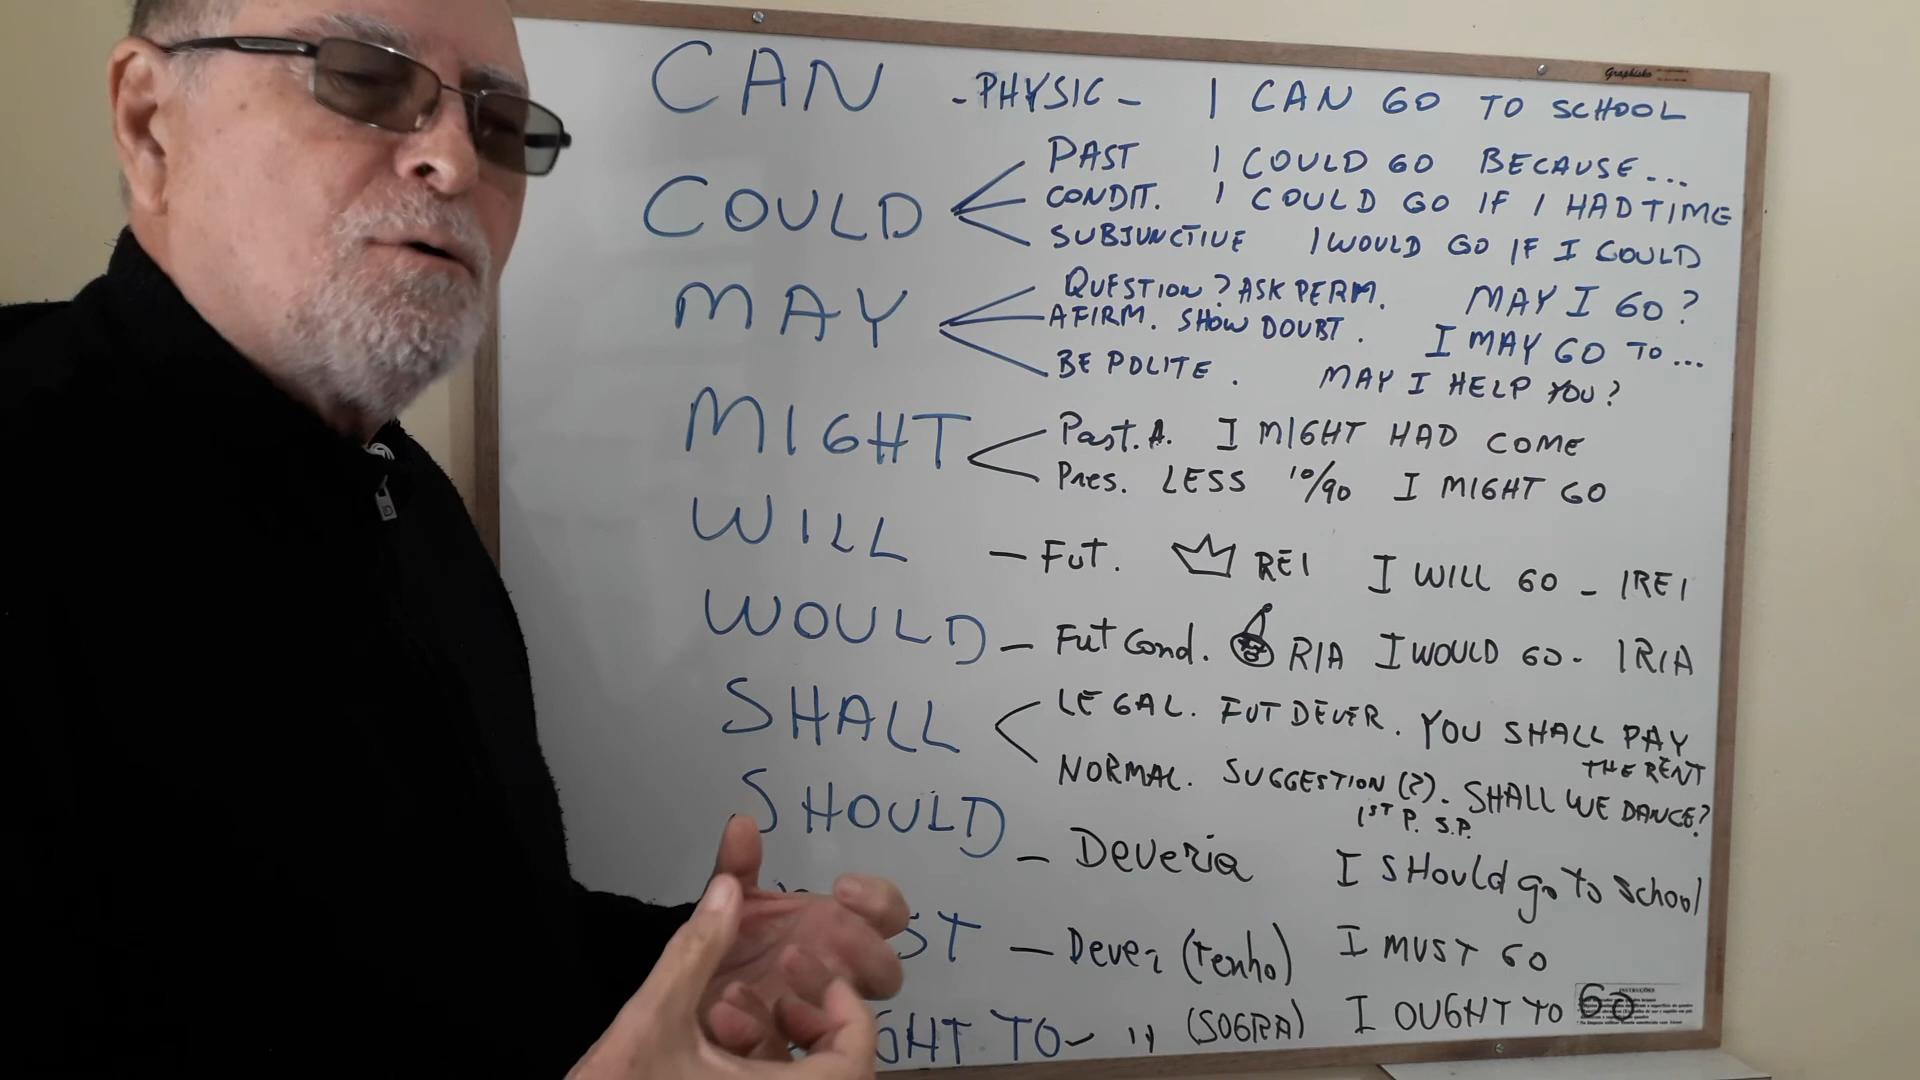 Graphisko
CAN - PHYSIC - I CAN GO TO SCHOOL
PAST I COULD GO BECAUSE...
COULD CONDIT. I COULD GO IF I HAD TIME
SUBJUNCTIVE I WOULD GO IF I COULD
QUESTION? ASK PERM. MAY I GO?
MAY AFIRM. SHOW DOUBT. I MAY GO TO...
BE POLITE. MAY I HELP YOU?
MIGHT Past. A. I MIGHT HAD COME
Pres. LESS 10/90 I MIGHT GO
WILL - FUT. REI I WILL GO - IREI
WOULD - FUT Cond. RIA I WOULD GO - IRIA
SHALL LEGAL. FUT DEVER. YOU SHALL PAY THE RENT
NORMAL. SUGGESTION (?). SHALL WE DANCE?
1ST P. S.P.
SHOULD - Deveria I SHOULD go To School
ST - Dever (Tenho) I MUST GO
INSTRUÇÕES
GHT TO - " (SOGRA) I OUGHT TO GO